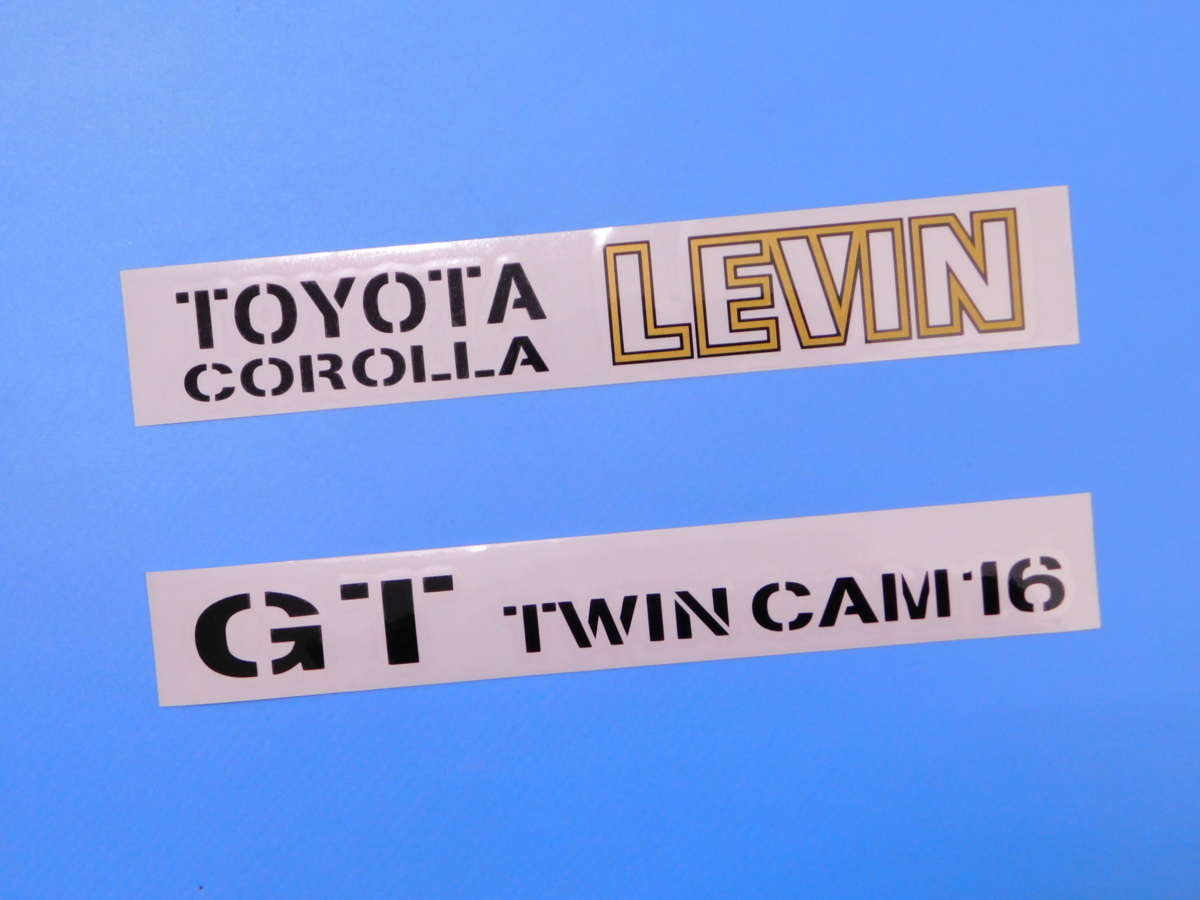 TOYOTA LEVIN
COROLLA
GT TWIN CAM 16